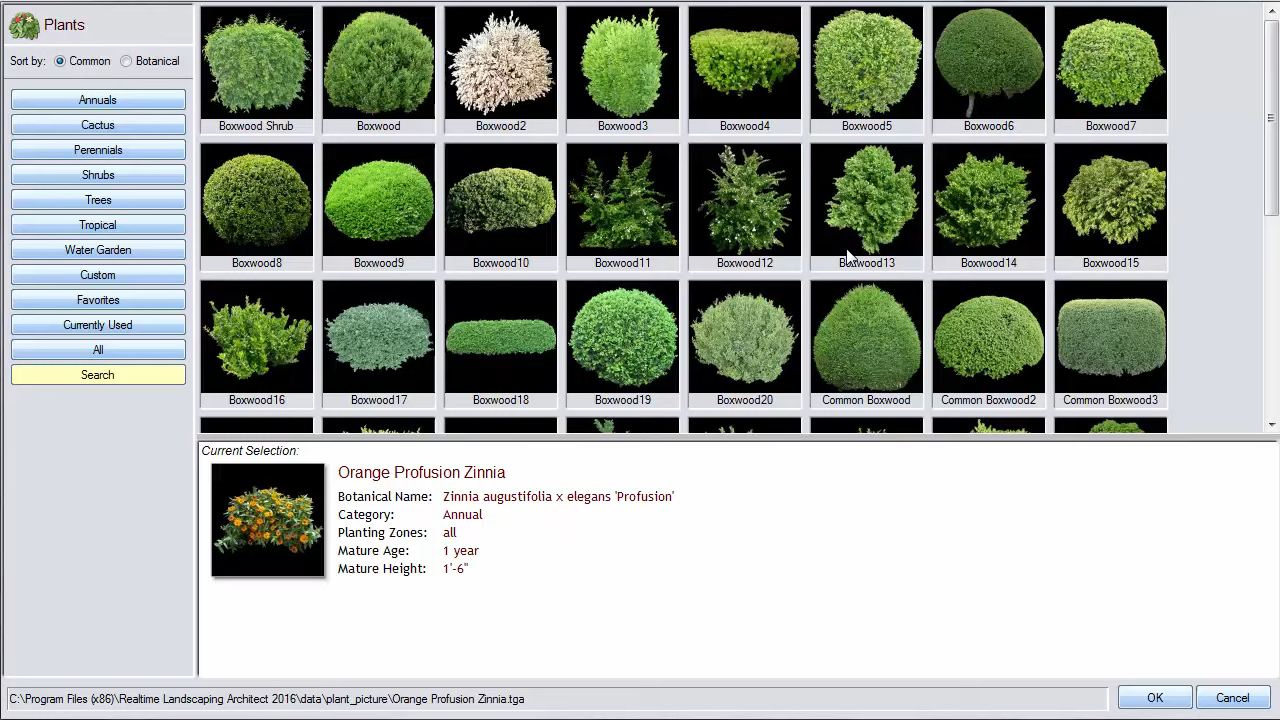 Plants
Sort by: Common Botanical
Annuals
Cactus
Perennials
Shrubs
Trees
Tropical
Water Garden
Custom
Favorites
Currently Used
All
Search
Boxwood Shrub Boxwood Boxwood2 Boxwood3 Boxwood4 Boxwood5 Boxwood6 Boxwood7
Boxwood8 Boxwood9 Boxwood10 Boxwood11 Boxwood12 Boxwood13 Boxwood14 Boxwood15
Boxwood16 Boxwood17 Boxwood18 Boxwood19 Boxwood20 Common Boxwood Common Boxwood2 Common Boxwood3
Current Selection:
Orange Profusion Zinnia
Botanical Name: Zinnia augustifolia x elegans 'Profusion'
Category: Annual
Planting Zones: all
Mature Age: 1 year
Mature Height: 1'-6"
C:\Program Files (x86)\Realtime Landscaping Architect 2016\data\plant_picture\Orange Profusion Zinnia.tga
OK Cancel